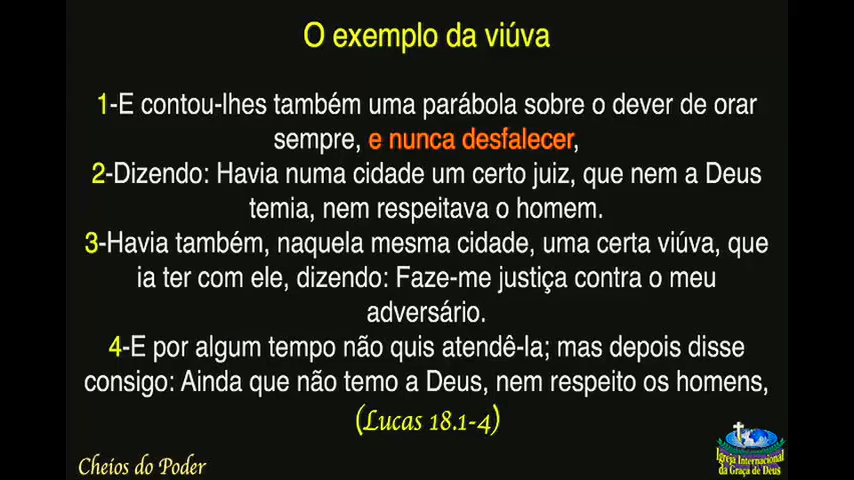 O exemplo da viúva
1-E contou-lhes também uma parábola sobre o dever de orar
sempre, e nunca desfalecer,
2-Dizendo: Havia numa cidade um certo juiz, que nem a Deus
temia, nem respeitava o homem.
3-Havia também, naquela mesma cidade, uma certa viúva, que
ia ter com ele, dizendo: Faze-me justiça contra o meu
adversário.
4-E por algum tempo não quis atendê-la; mas depois disse
consigo: Ainda que não temo a Deus, nem respeito os homens,
(Lucas 18.1-4)
Cheios do Poder
Igreja Internacional
da Graça de Deus